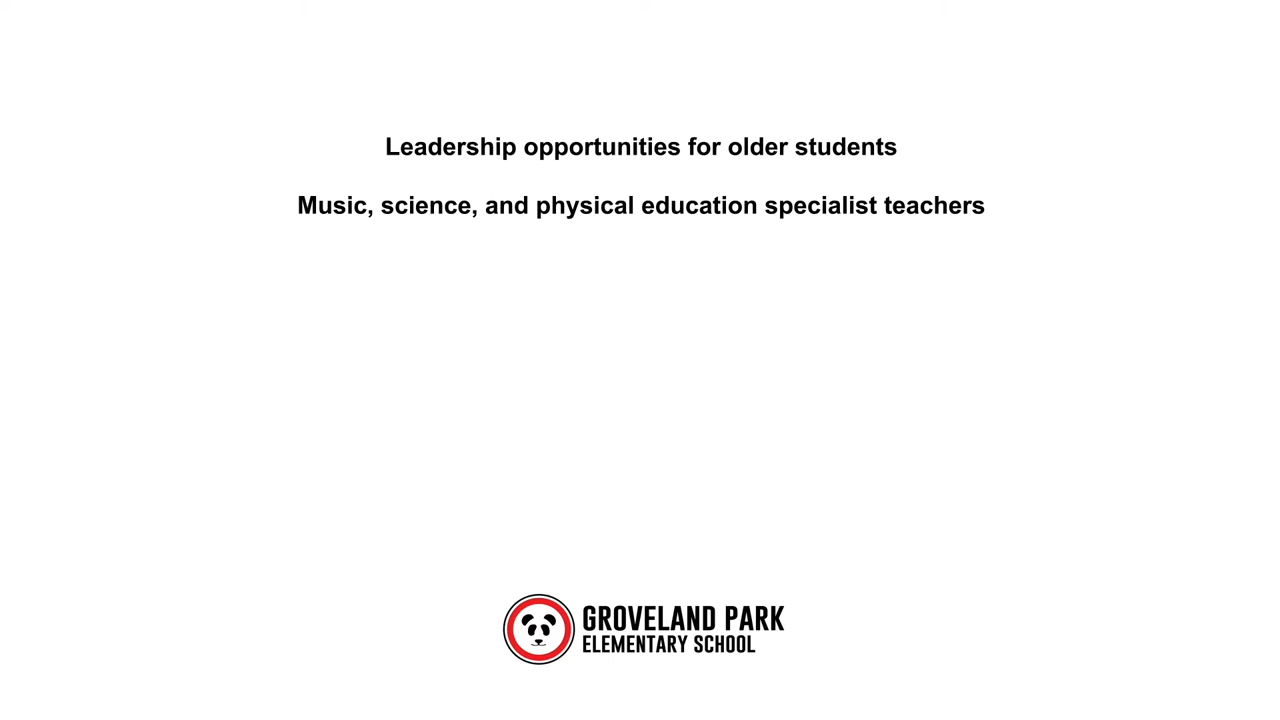 Leadership opportunities for older students
Music, science, and physical education specialist teachers
GROVELAND PARK
ELEMENTARY SCHOOL